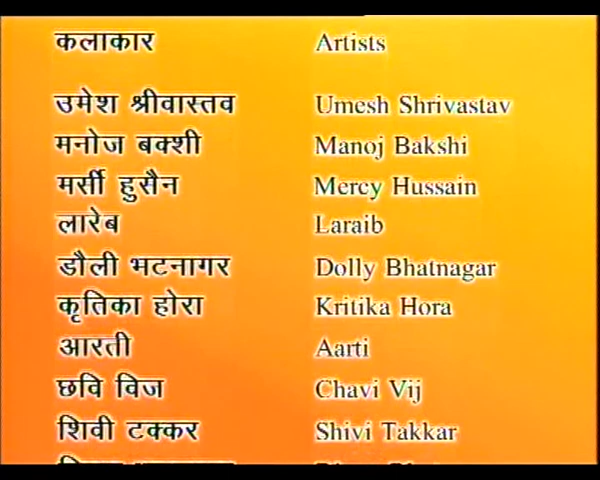 कलाकार Artists
उमेश श्रीवास्तव Umesh Shrivastav
मनोज बक्शी Manoj Bakshi
मर्सी हुसैन Mercy Hussain
लारेब Laraib
डौली भटनागर Dolly Bhatnagar
कृतिका होरा Kritika Hora
आरती Aarti
छवि विज Chavi Vij
शिवी टक्कर Shivi Takkar